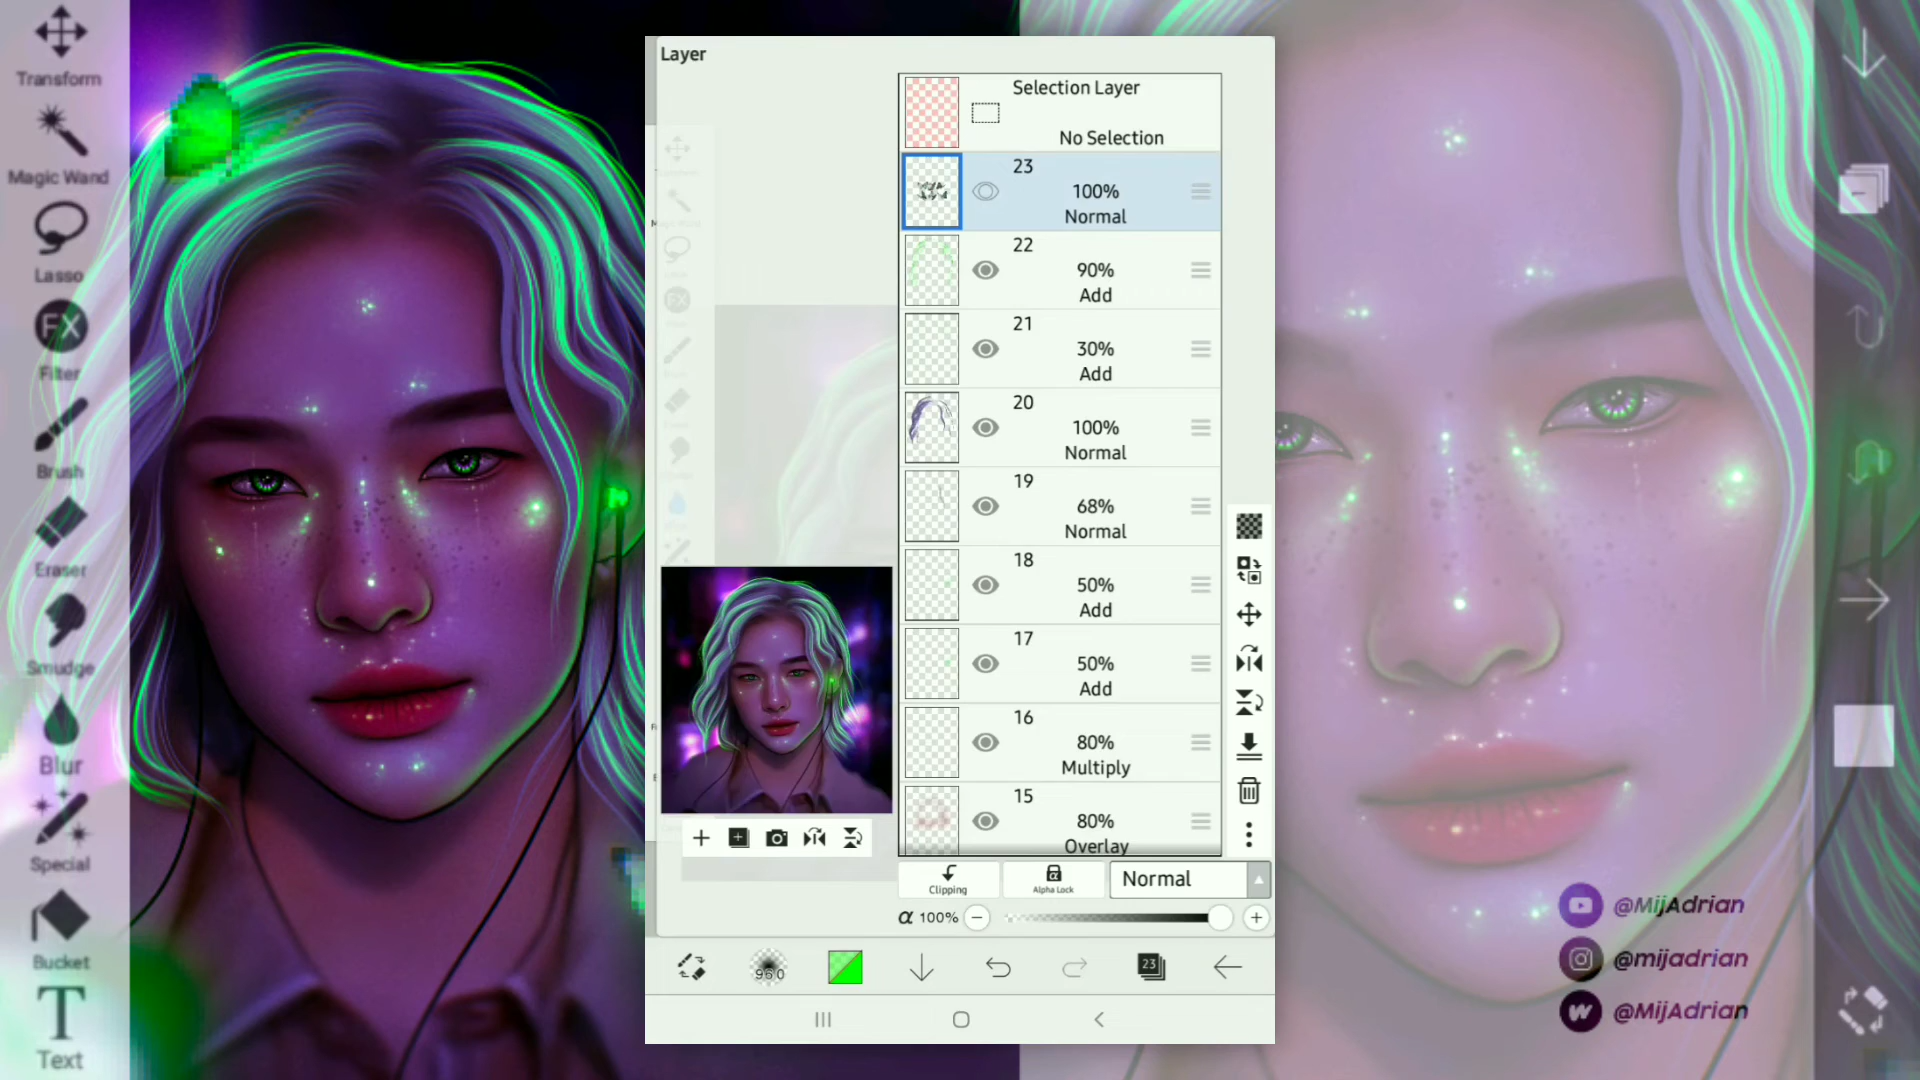 Transform
Magic Wand
Lasso
FX
Filter
Brush
Eraser
Smudge
Blur
Special
Bucket
T
Text
Layer
Selection Layer
No Selection
23
100%
Normal
22
90%
Add
21
30%
Add
20
100%
Normal
19
68%
Normal
18
50%
Add
17
50%
Add
16
80%
Multiply
15
80%
Overlay
Clipping
Alpha Lock
Normal
α 100%
960
23
@MijAdrian
@mijadrian
@MijAdrian